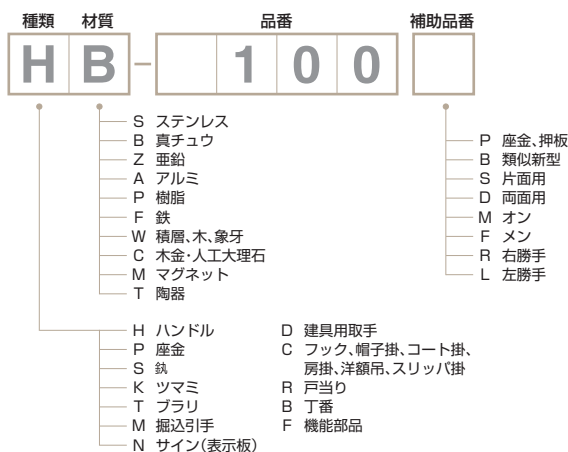 種類 材質 品番 補助品番
H B - 1 0 0
S ステンレス
B 真チュウ
Z 亜鉛
A アルミ
P 樹脂
F 鉄
W 積層、木、象牙
C 木金・人工大理石
M マグネット
T 陶器
P 座金、押板
B 類似新型
S 片面用
D 両面用
M オン
F メン
R 右勝手
L 左勝手
H ハンドル
P 座金
S 釻
K ツマミ
T ブラリ
M 掘込引手
N サイン(表示板)
D 建具用取手
C フック、帽子掛、コート掛、
房掛、洋額吊、スリッパ掛
R 戸当り
B 丁番
F 機能部品